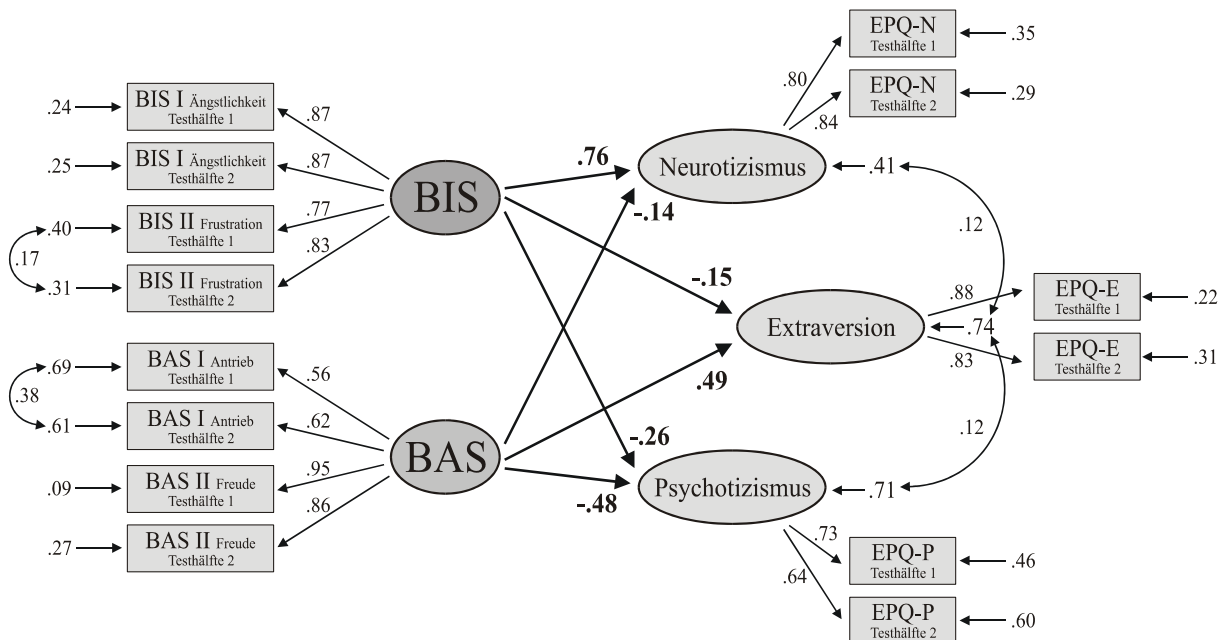 EPQ-N
Testhälfte 1
.35
.80
EPQ-N
Testhälfte 2
.29
.84
.24
BIS I Ängstlichkeit
Testhälfte 1
.87
.25
BIS I Ängstlichkeit
Testhälfte 2
.87
.40
BIS II Frustration
Testhälfte 1
.77
.17
.31
BIS II Frustration
Testhälfte 2
.83
BIS
.76
-.14
Neurotizismus
.41
.12
-.15
Extraversion
.74
.88
EPQ-E
Testhälfte 1
.22
.83
EPQ-E
Testhälfte 2
.31
.49
.69
BAS I Antrieb
Testhälfte 1
.56
.38
.61
BAS I Antrieb
Testhälfte 2
.62
.09
BAS II Freude
Testhälfte 1
.95
.27
BAS II Freude
Testhälfte 2
.86
BAS
-.26
-.48
Psychotizismus
.71
.12
.73
EPQ-P
Testhälfte 1
.46
.64
EPQ-P
Testhälfte 2
.60